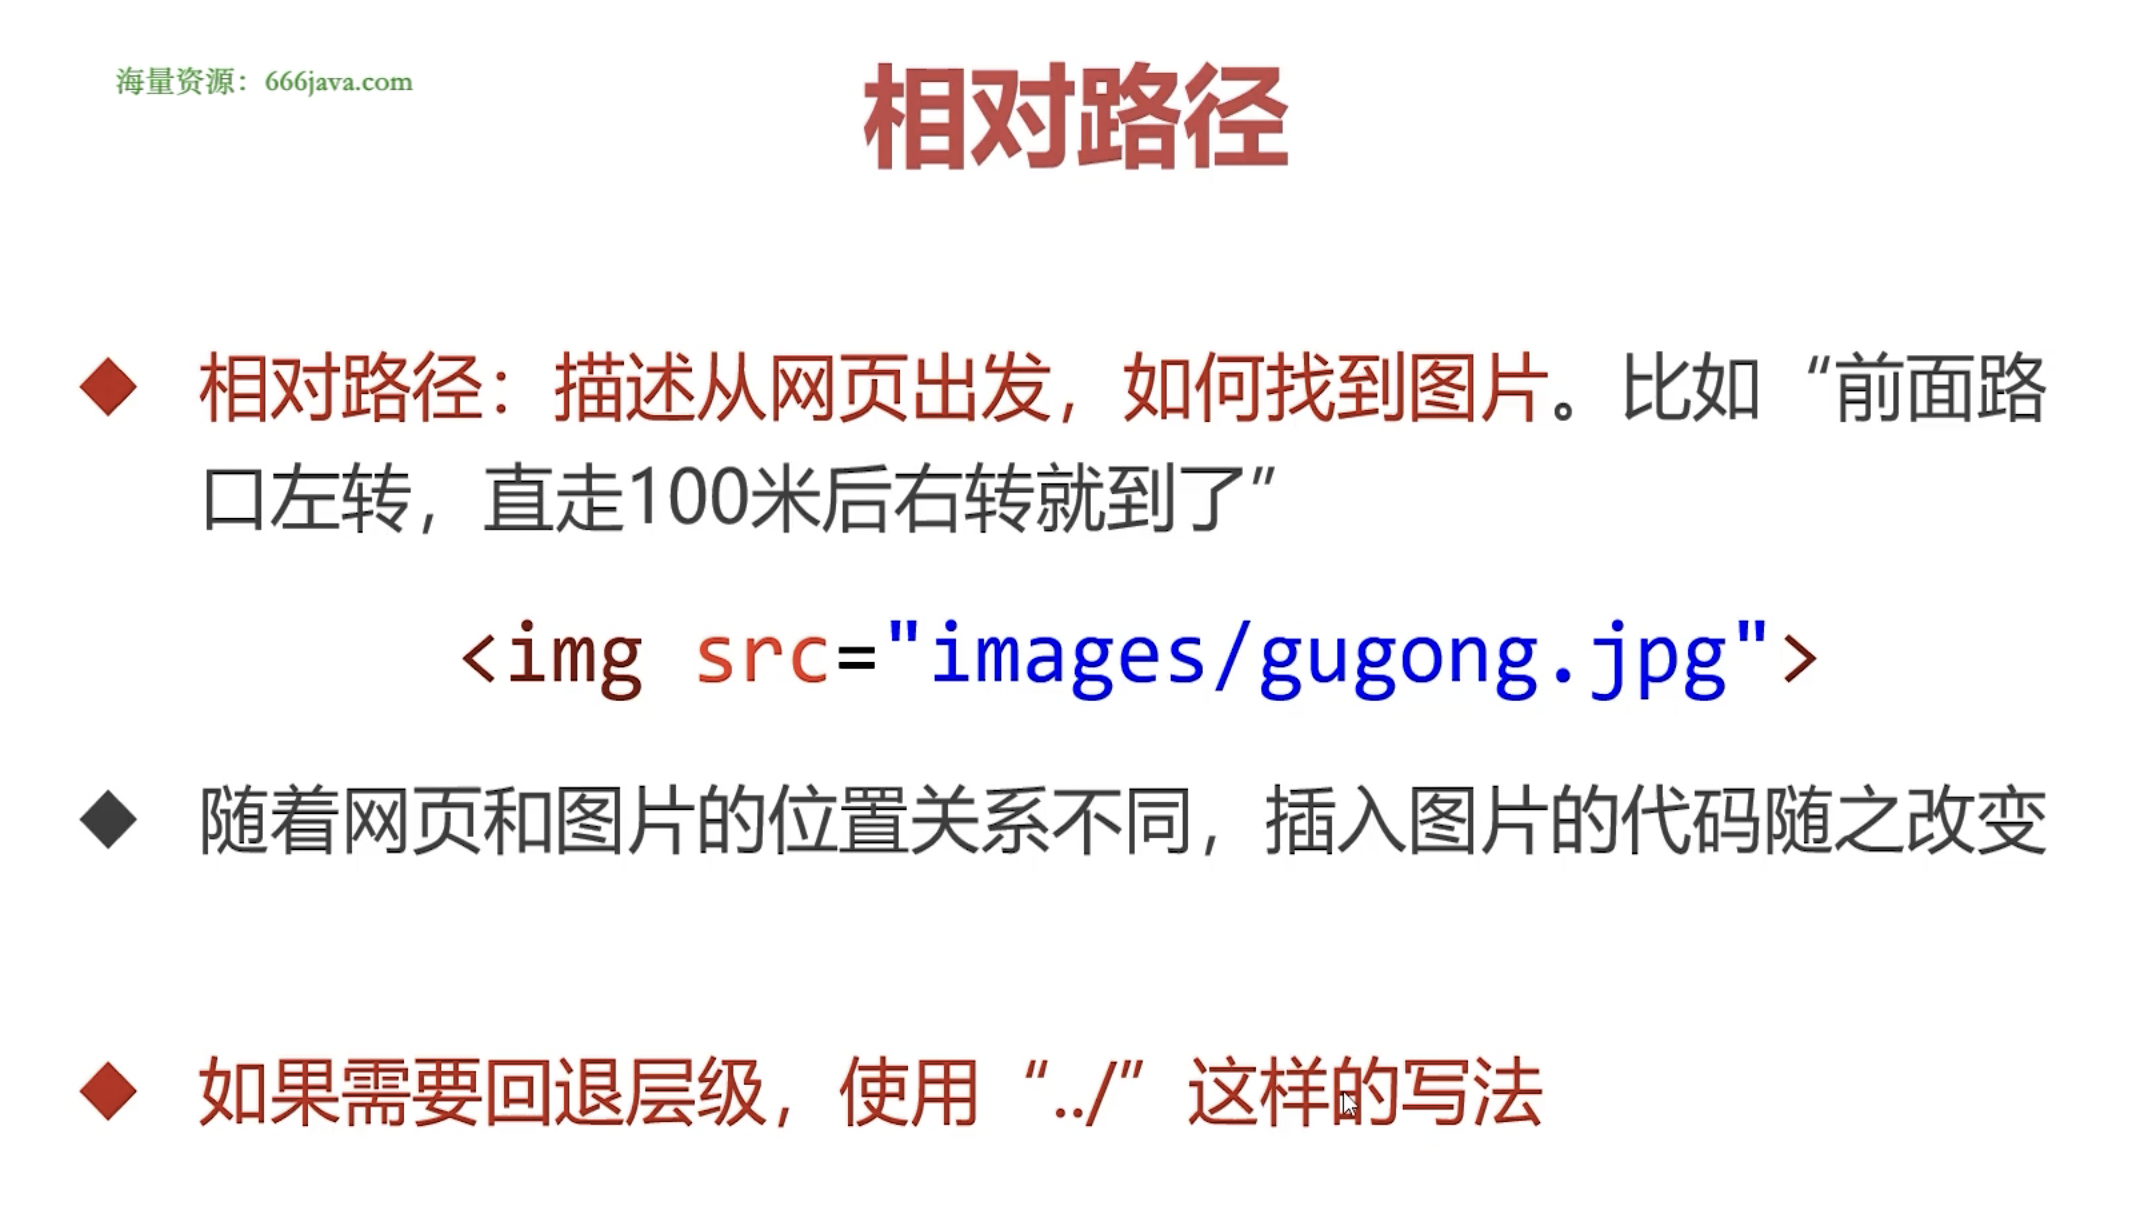 海量资源：666java.com
相对路径
相对路径：描述从网页出发，如何找到图片。比如“前面路
口左转，直走100米后右转就到了”
<img src="images/gugong.jpg">
随着网页和图片的位置关系不同，插入图片的代码随之改变
如果需要回退层级，使用“../”这样的写法